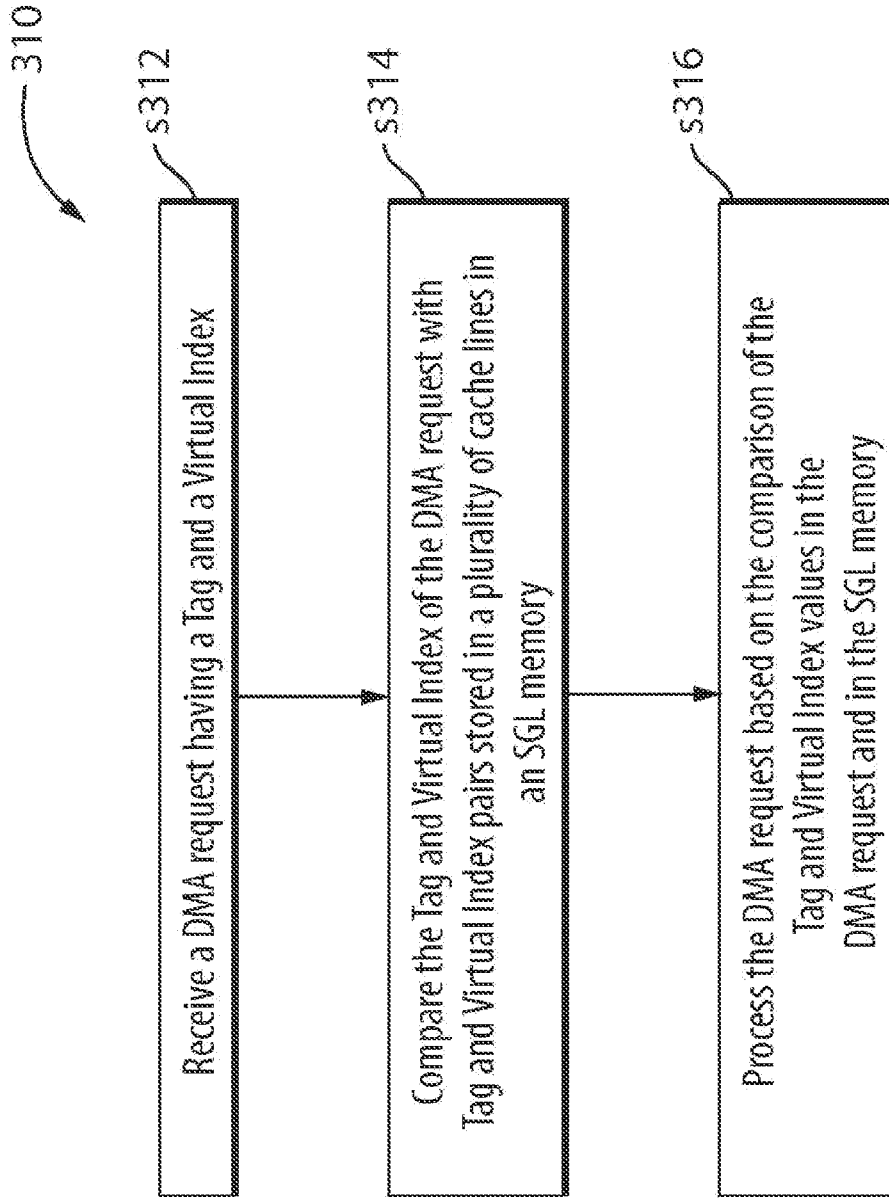 310
s312
Receive a DMA request having a Tag and a Virtual Index
s314
Compare the Tag and Virtual Index of the DMA request with
Tag and Virtual Index pairs stored in a plurality of cache lines in
an SGL memory
s316
Process the DMA request based on the comparison of the
Tag and Virtual Index values in the
DMA request and in the SGL memory